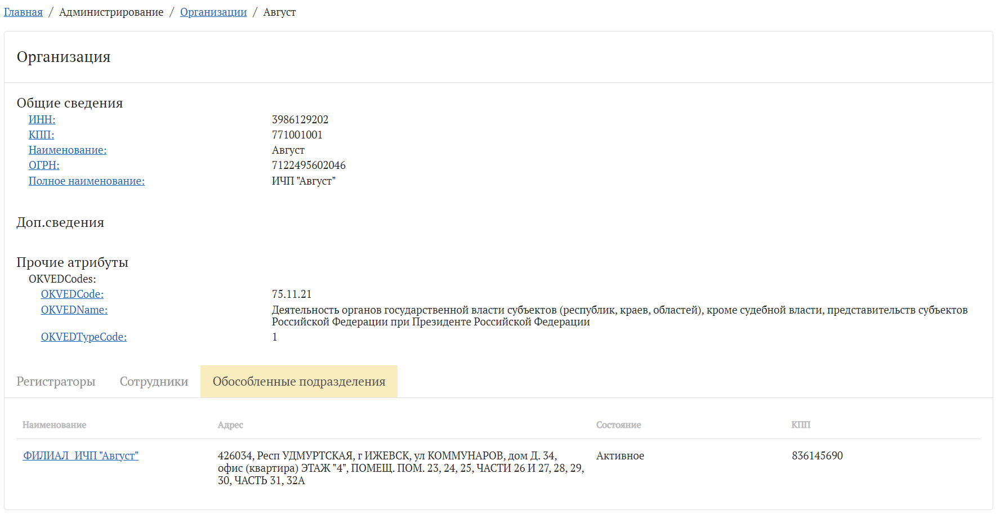 Главная / Администрирование / Организации / Август
Организация
Общие сведения
ИНН: 3986129202
КПП: 771001001
Наименование: Август
ОГРН: 7122495602046
Полное наименование: ИЧП "Август"
Доп.сведения
Прочие атрибуты
OKVEDCodes:
OKVEDCode: 75.11.21
OKVEDName: Деятельность органов государственной власти субъектов (республик, краев, областей), кроме судебной власти, представительств субъектов
Российской Федерации при Президенте Российской Федерации
OKVEDTypeCode: 1
Регистраторы Сотрудники Обособленные подразделения
Наименование Адрес Состояние КПП
ФИЛИАЛ ИЧП "Август" 426034, Респ УДМУРТСКАЯ, г ИЖЕВСК, ул КОММУНАРОВ, дом Д. 34, Активное 836145690
офис (квартира) ЭТАЖ "4", ПОМЕЩ. ПОМ. 23, 24, 25, ЧАСТИ 26 И 27, 28, 29,
30, ЧАСТЬ 31, 32А